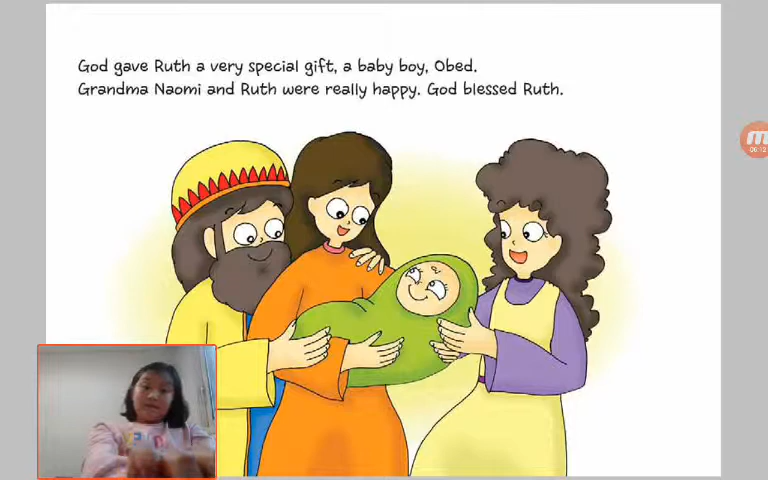 God gave Ruth a very special gift, a baby boy, Obed.
Grandma Naomi and Ruth were really happy. God blessed Ruth.